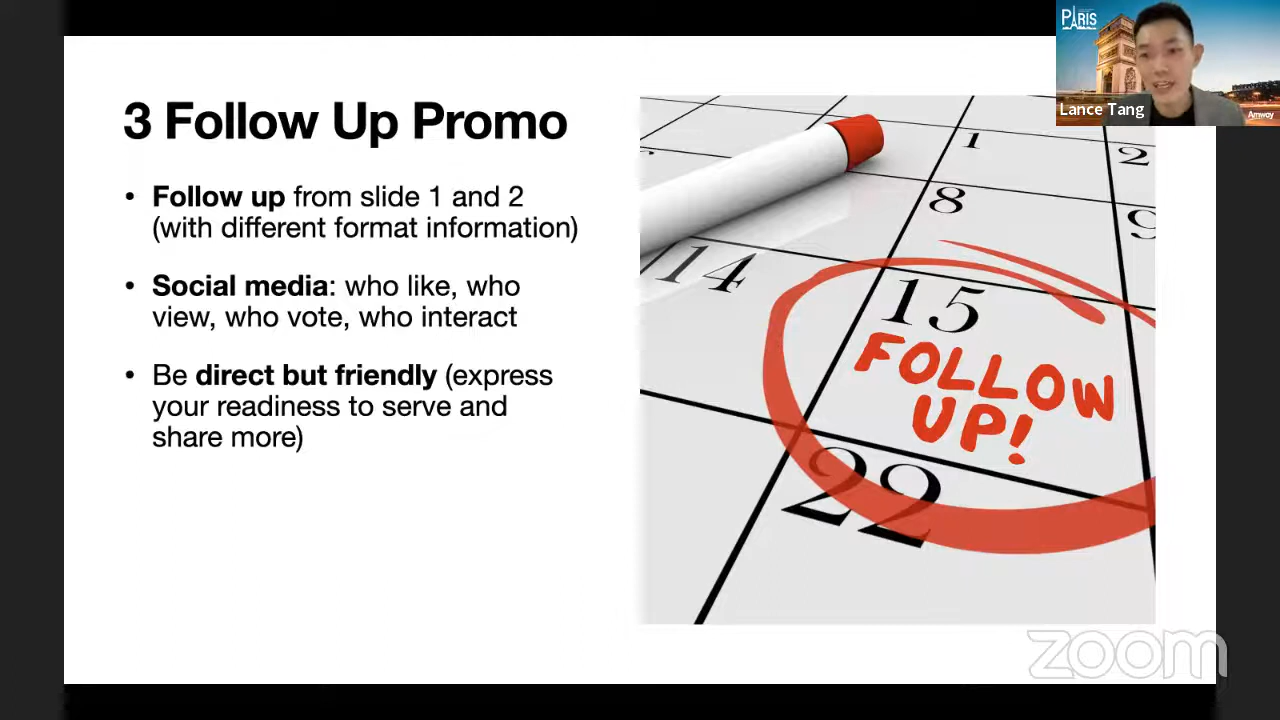 3 Follow Up Promo
• Follow up from slide 1 and 2
(with different format information)
• Social media: who like, who
view, who vote, who interact
• Be direct but friendly (express
your readiness to serve and
share more)
1
2
8
9
14
15
FOLLOW
UP!
22
PARIS
Lance Tang
Amway
zoom